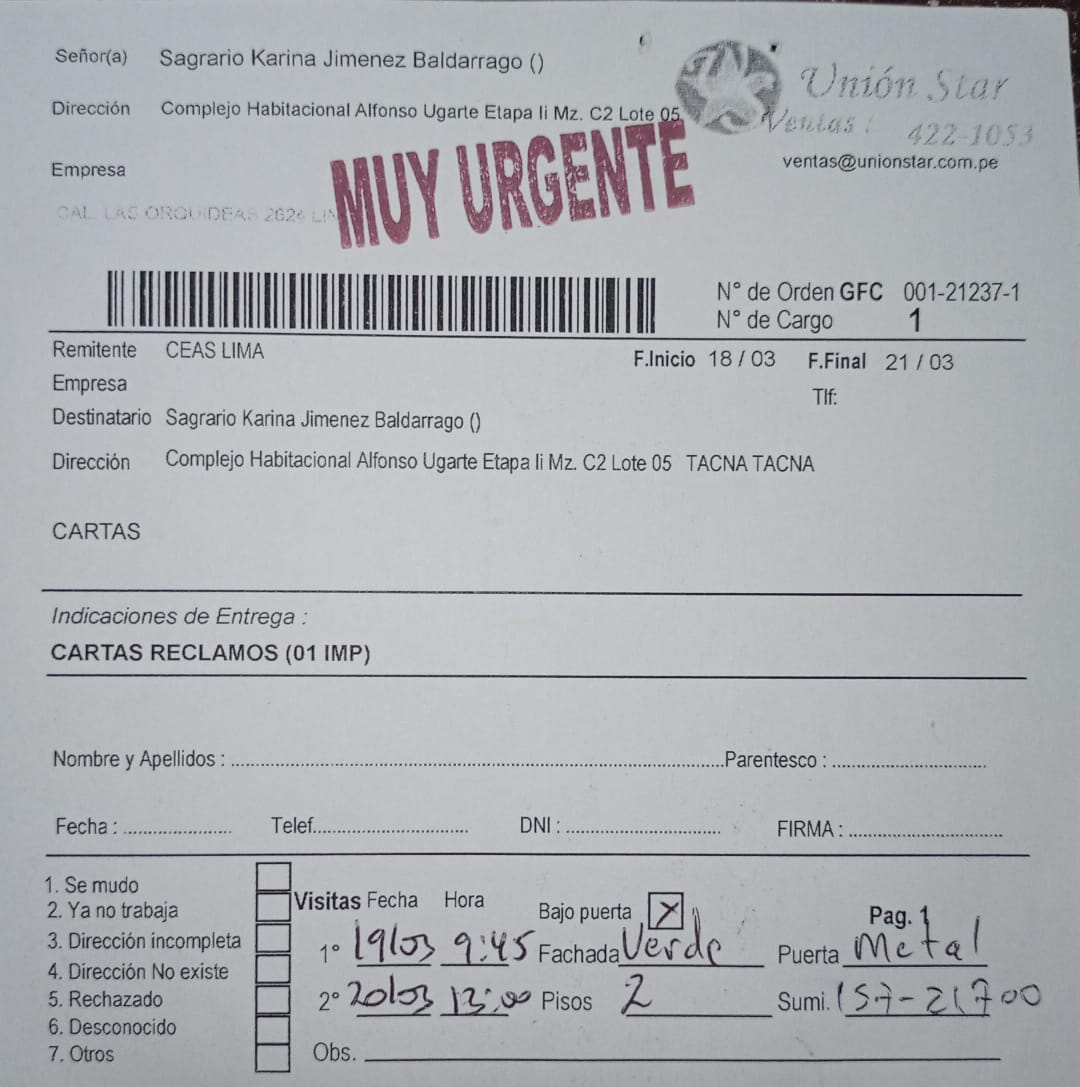 Señor(a) Sagrario Karina Jimenez Baldarrago ()
Unión Star
Dirección Complejo Habitacional Alfonso Ugarte Etapa Ii Mz. C2 Lote 05
Ventas : 422-1053
ventas@unionstar.com.pe
Empresa
MUY URGENTE
CAL. LAS ORQUIDEAS 2624 LIN
N° de Orden GFC 001-21237-1
N° de Cargo 1
Remitente CEAS LIMA
F.Inicio 18 / 03 F.Final 21 / 03
Empresa
Tlf:
Destinatario Sagrario Karina Jimenez Baldarrago ()
Dirección Complejo Habitacional Alfonso Ugarte Etapa Ii Mz. C2 Lote 05 TACNA TACNA
CARTAS
Indicaciones de Entrega :
CARTAS RECLAMOS (01 IMP)
Nombre y Apellidos : Parentesco :
Fecha : Telef. DNI : FIRMA :
1. Se mudo
2. Ya no trabaja
3. Dirección incompleta
4. Dirección No existe
5. Rechazado
6. Desconocido
7. Otros
Visitas Fecha Hora Bajo puerta X Pag. 1
1° 19/03 9:45 Fachada Verde Puerta Metal
2° 20/03 13:00 Pisos 2 Sumi. 157-21700
Obs.